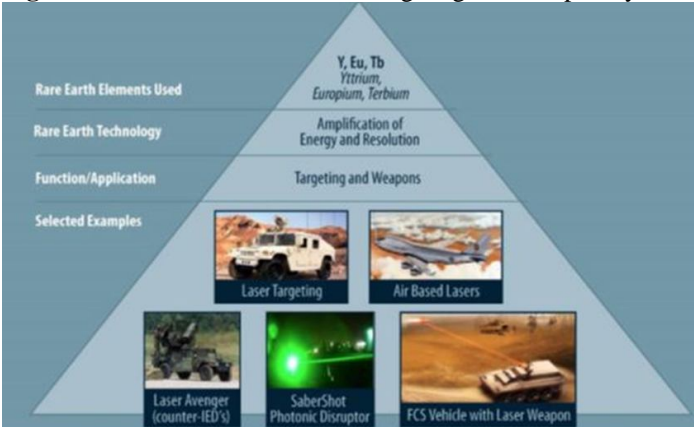 Y, Eu, Tb
Yttrium,
Europium, Terbium
Rare Earth Elements Used
Amplification of
Energy and Resolution
Rare Earth Technology
Function/Application
Targeting and Weapons
Selected Examples
Laser Targeting
Air Based Lasers
Laser Avenger
(counter-IED's)
SaberShot
Photonic Disruptor
FCS Vehicle with Laser Weapon